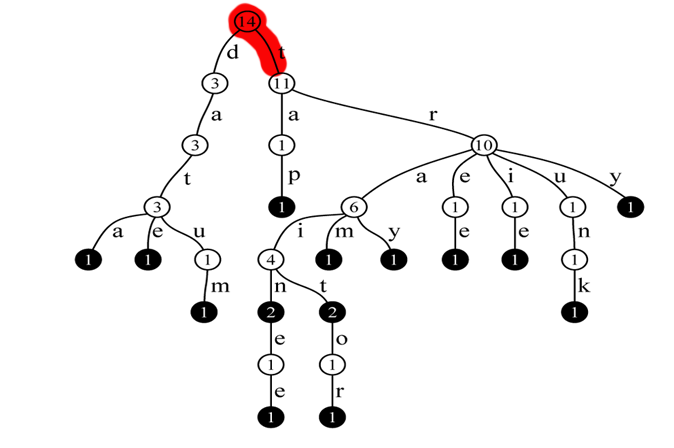 14
d t
3 11
a a r
3 1 10
t p a e i u y
3 1 6 1 1 1 1
a e u i m y e e n
1 1 1 4 1 1 1 1 1
m n t k
1 2 2 1
e o
1 1
e r
1 1